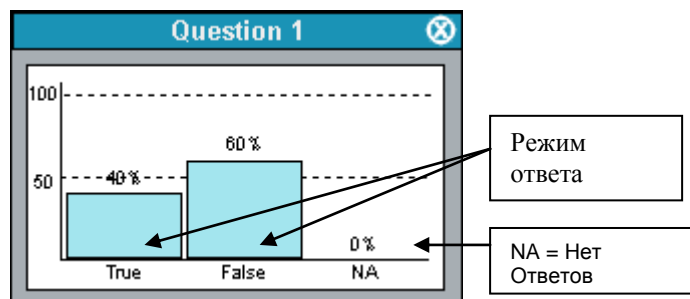 Question 1
100
60 %
50
40 %
0 %
True False NA
Режим
ответа
NA = Нет
Ответов